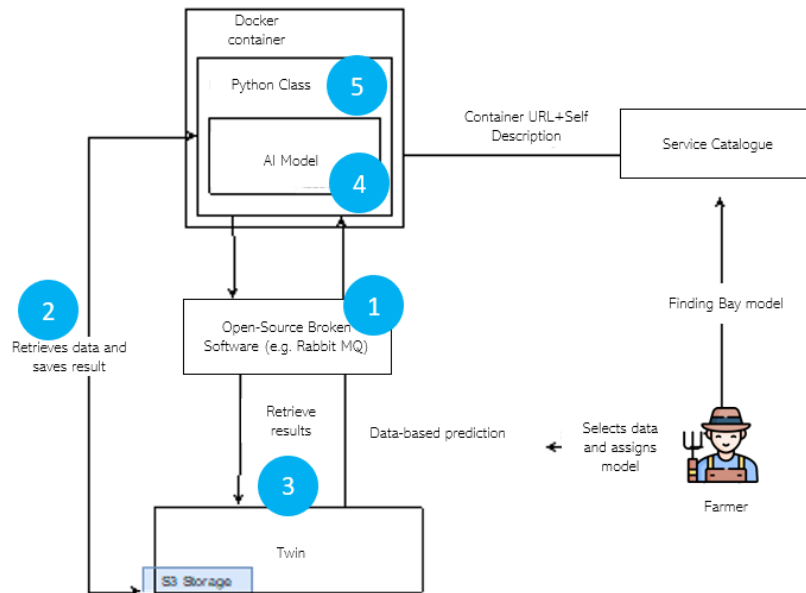 Docker
container
Python Class
5
AI Model
4
Container URL+Self
Description
Service Catalogue
2
Retrieves data and
saves result
1
Open-Source Broken
Software (e.g. Rabbit MQ)
Finding Bay model
Retrieve
results
Data-based prediction
Selects data
and assigns
model
3
Farmer
Twin
S3 Storage